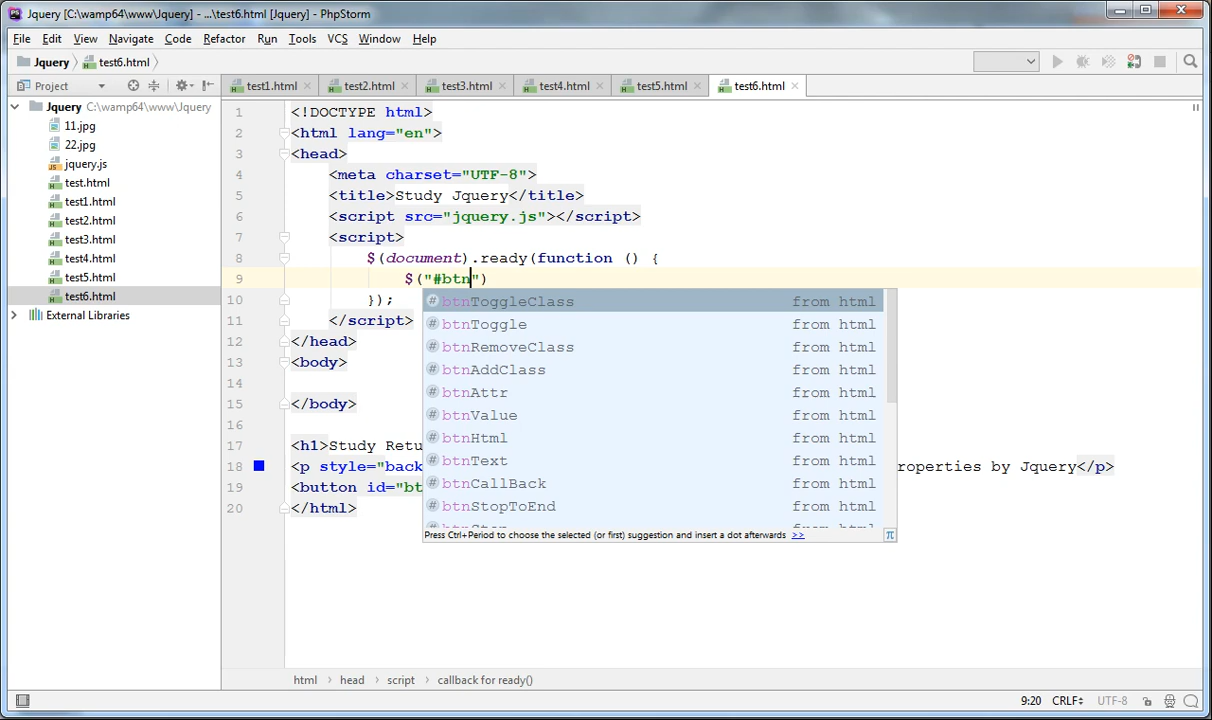 Jquery [C:\wamp64\www\Jquery] - ...\test6.html [Jquery] - PhpStorm
File Edit View Navigate Code Refactor Run Tools VCS Window Help
Jquery test6.html
Project test1.html test2.html test3.html test4.html test5.html test6.html
Jquery C:\wamp64\www\Jquery
11.jpg
22.jpg
jquery.js
test.html
test1.html
test2.html
test3.html
test4.html
test5.html
test6.html
External Libraries
1 <!DOCTYPE html>
2 <html lang="en">
3 <head>
4 <meta charset="UTF-8">
5 <title>Study Jquery</title>
6 <script src="jquery.js"></script>
7 <script>
8 $(document).ready(function () {
9 $("#btn")
10 });
11 </script>
12 </head>
13 <body>
14
15 </body>
16
17 <h1>Study Retu
18 <p style="back roperties by Jquery</p>
19 <button id="bt
20 </html>
# btnToggleClass from html
# btnToggle from html
# btnRemoveClass from html
# btnAddClass from html
# btnAttr from html
# btnValue from html
# btnHtml from html
# btnText from html
# btnCallBack from html
# btnStopToEnd from html
# btnStop from html
Press Ctrl+Period to choose the selected (or first) suggestion and insert a dot afterwards >> π
html head script callback for ready()
9:20 CRLF UTF-8